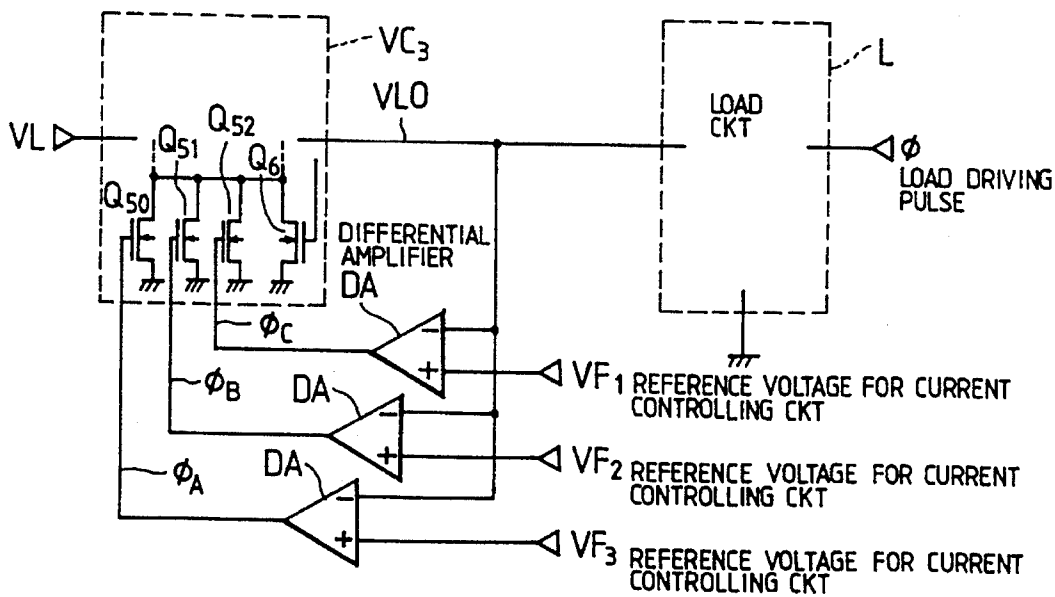 VC3
L
VLO
LOAD
CKT
VL
Q52
Q51
Q6
Q50
φ
LOAD DRIVING
PULSE
DIFFERENTIAL
AMPLIFIER
DA
φC
−
+
VF1 REFERENCE VOLTAGE FOR CURRENT
CONTROLLING CKT
φB
DA
−
+
VF2 REFERENCE VOLTAGE FOR CURRENT
CONTROLLING CKT
φA
DA
−
+
VF3 REFERENCE VOLTAGE FOR CURRENT
CONTROLLING CKT